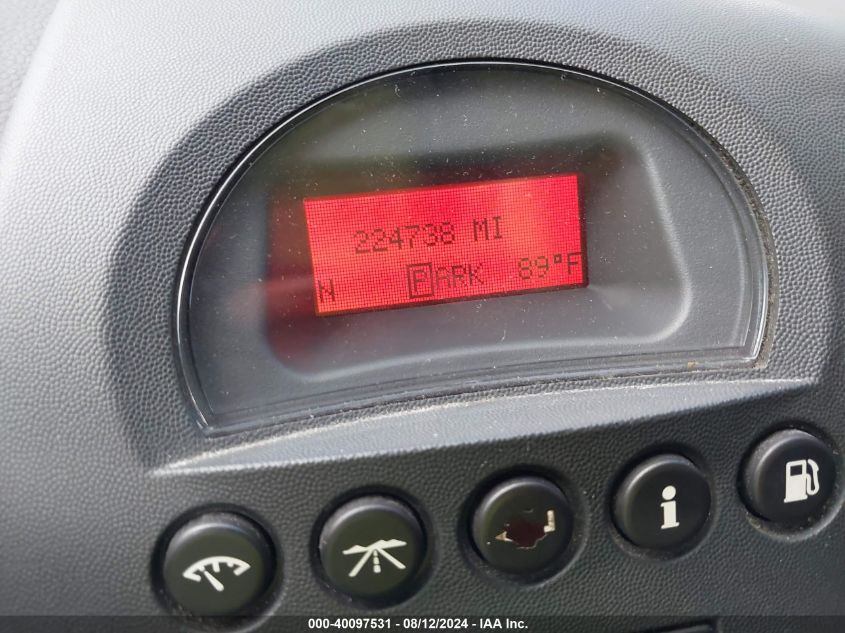 224738 MI
N PARK 89°F
i
000-40097531 - 08/12/2024 - IAA Inc.